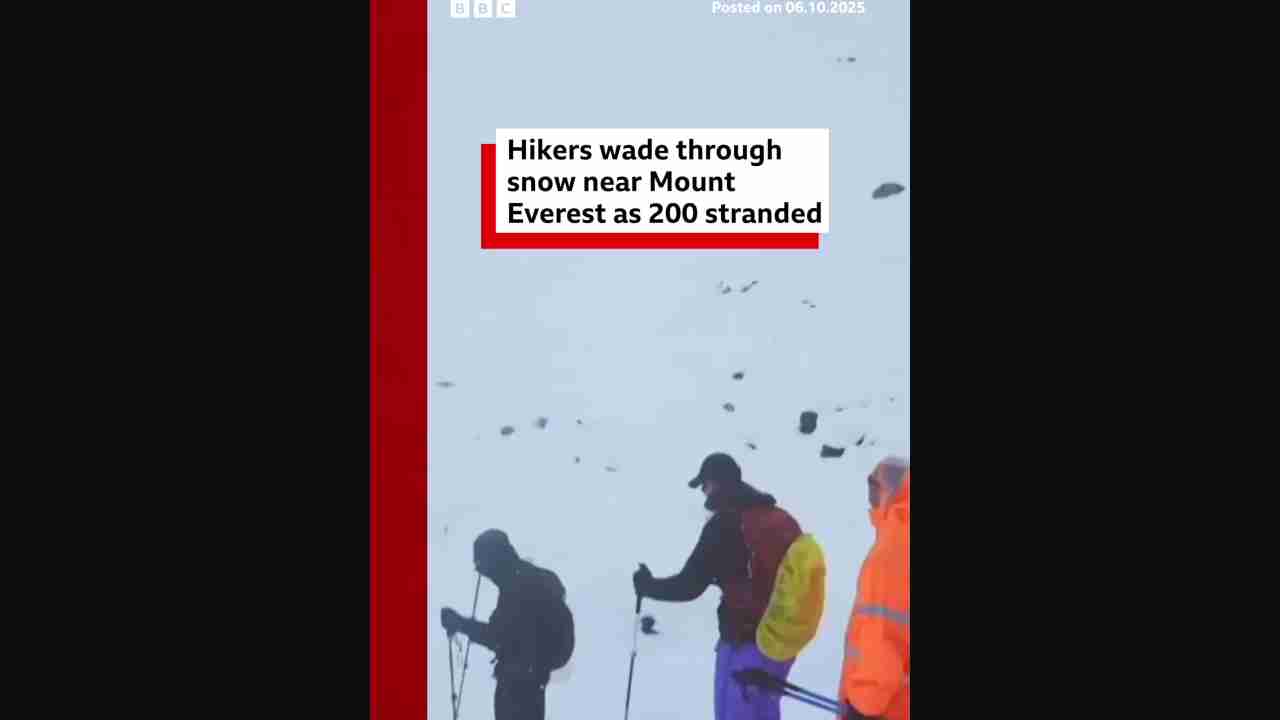 BBC
Posted on 06.10.2025
Hikers wade through
snow near Mount
Everest as 200 stranded